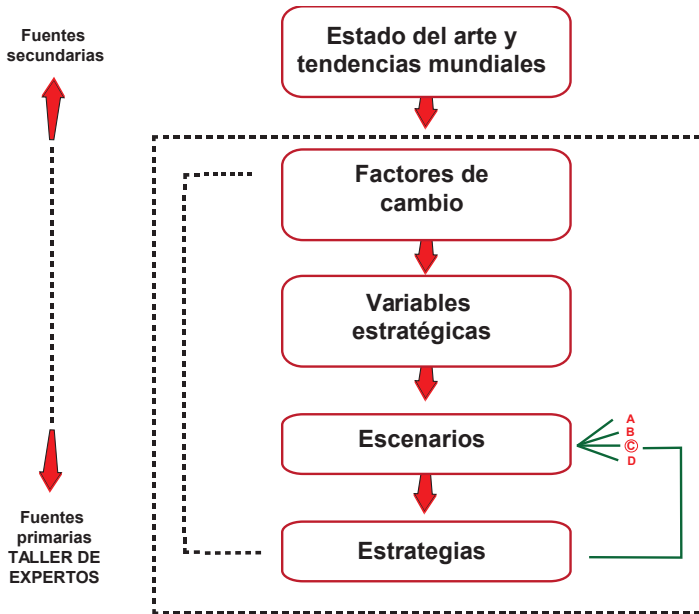 Fuentes
secundarias
Estado del arte y
tendencias mundiales
Factores de
cambio
Variables
estratégicas
Escenarios
A
B
C
D
Estrategias
Fuentes
primarias
TALLER DE
EXPERTOS